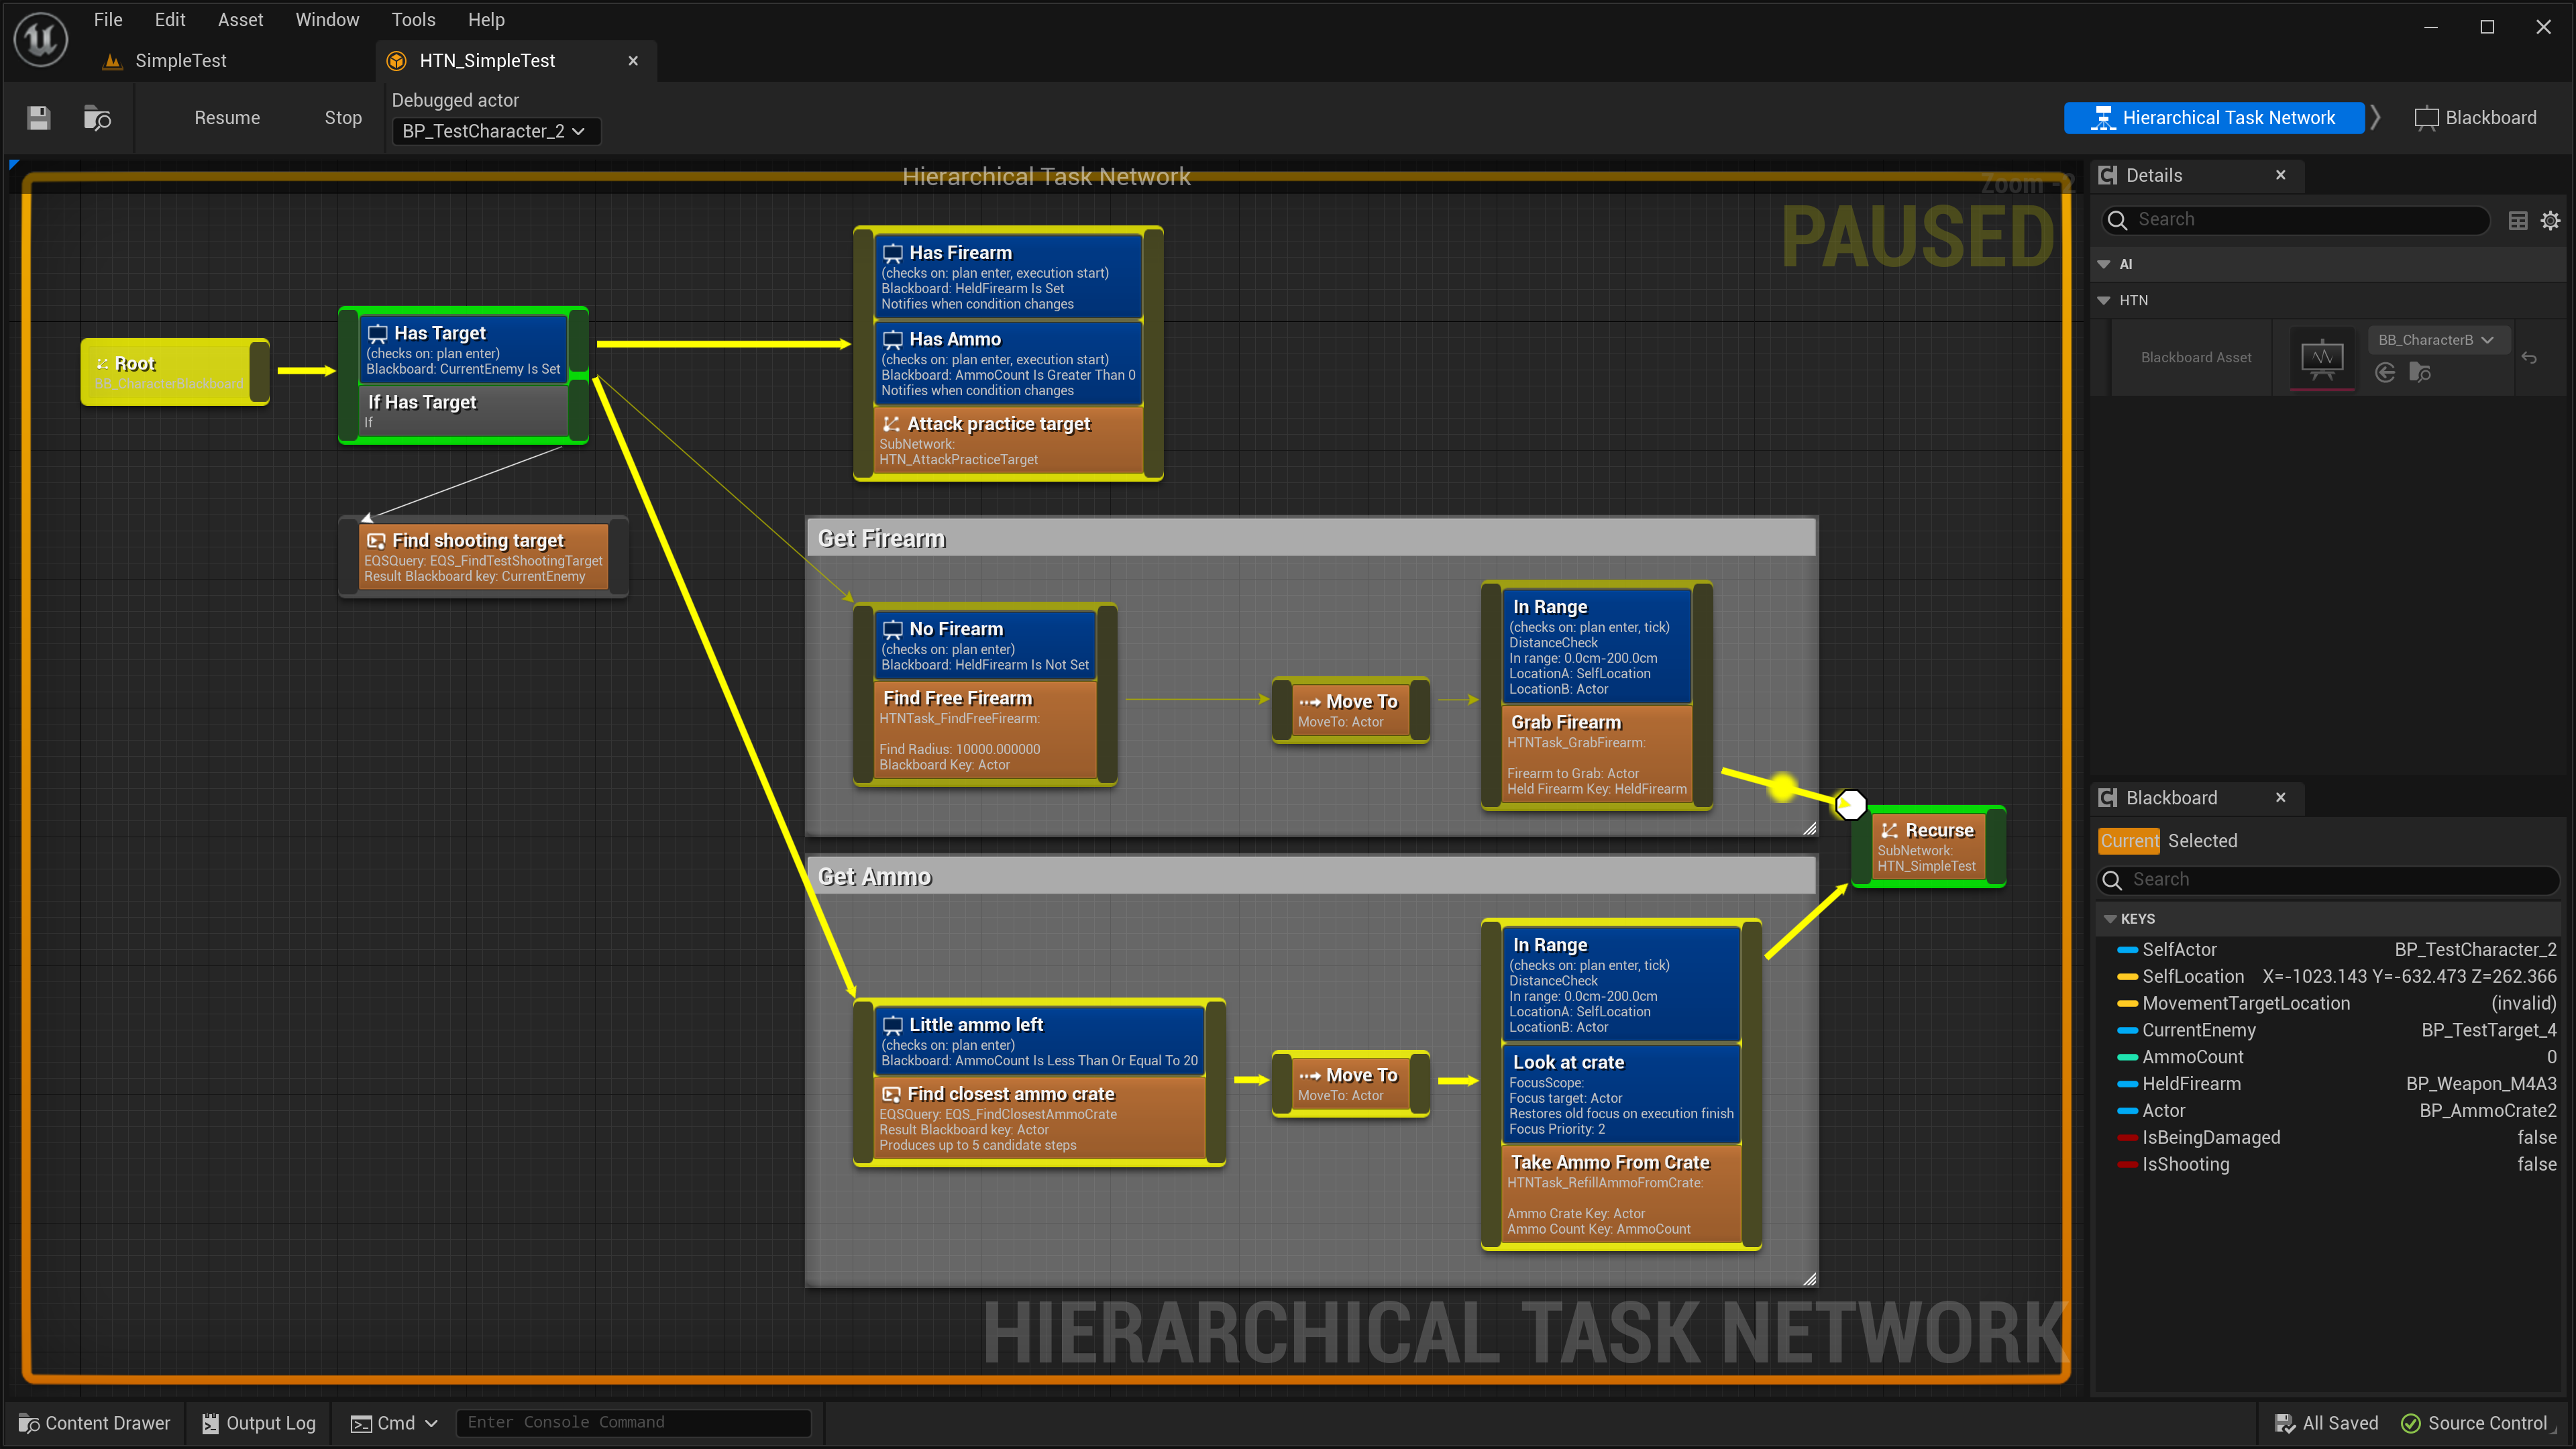 File Edit Asset Window Tools Help
SimpleTest
HTN_SimpleTest
Resume Stop
Debugged actor
BP_TestCharacter_2
Hierarchical Task Network
Blackboard
Hierarchical Task Network
Zoom -2
PAUSED
Root
BB_CharacterBlackboard
Has Target
(checks on: plan enter)
Blackboard: CurrentEnemy Is Set
If Has Target
If
Find shooting target
EQSQuery: EQS_FindTestShootingTarget
Result Blackboard key: CurrentEnemy
Has Firearm
(checks on: plan enter, execution start)
Blackboard: HeldFirearm Is Set
Notifies when condition changes
Has Ammo
(checks on: plan enter, execution start)
Blackboard: AmmoCount Is Greater Than 0
Notifies when condition changes
Attack practice target
SubNetwork:
HTN_AttackPracticeTarget
Get Firearm
No Firearm
(checks on: plan enter)
Blackboard: HeldFirearm Is Not Set
Find Free Firearm
HTNTask_FindFreeFirearm:
Find Radius: 10000.000000
Blackboard Key: Actor
Move To
MoveTo: Actor
In Range
(checks on: plan enter, tick)
DistanceCheck
In range: 0.0cm-200.0cm
LocationA: SelfLocation
LocationB: Actor
Grab Firearm
HTNTask_GrabFirearm:
Firearm to Grab: Actor
Held Firearm Key: HeldFirearm
Recurse
SubNetwork:
HTN_SimpleTest
Get Ammo
Little ammo left
(checks on: plan enter)
Blackboard: AmmoCount Is Less Than Or Equal To 20
Find closest ammo crate
EQSQuery: EQS_FindClosestAmmoCrate
Result Blackboard key: Actor
Produces up to 5 candidate steps
Move To
MoveTo: Actor
In Range
(checks on: plan enter, tick)
DistanceCheck
In range: 0.0cm-200.0cm
LocationA: SelfLocation
LocationB: Actor
Look at crate
FocusScope:
Focus target: Actor
Restores old focus on execution finish
Focus Priority: 2
Take Ammo From Crate
HTNTask_RefillAmmoFromCrate:
Ammo Crate Key: Actor
Ammo Count Key: AmmoCount
HIERARCHICAL TASK NETWORK
Details
Search
AI
HTN
Blackboard Asset
BB_CharacterB
Blackboard
Current Selected
Search
KEYS
SelfActor BP_TestCharacter_2
SelfLocation X=-1023.143 Y=-632.473 Z=262.366
MovementTargetLocation (invalid)
CurrentEnemy BP_TestTarget_4
AmmoCount 0
HeldFirearm BP_Weapon_M4A3
Actor BP_AmmoCrate2
IsBeingDamaged false
IsShooting false
Content Drawer
Output Log
Cmd
Enter Console Command
All Saved
Source Control